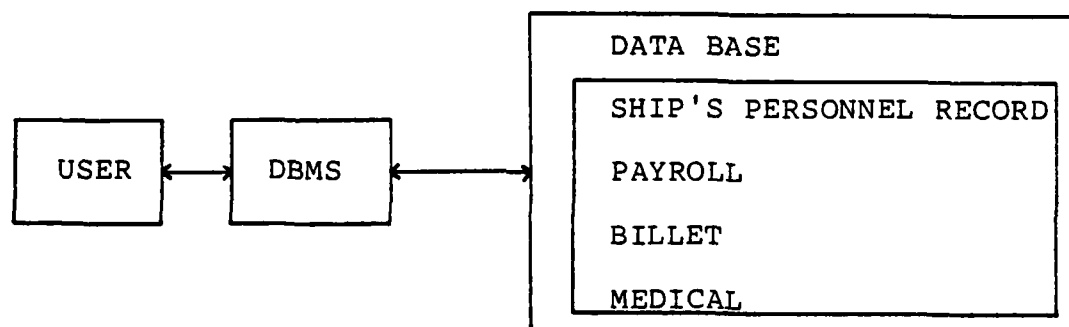 DATA BASE
SHIP'S PERSONNEL RECORD
USER
DBMS
PAYROLL
BILLET
MEDICAL